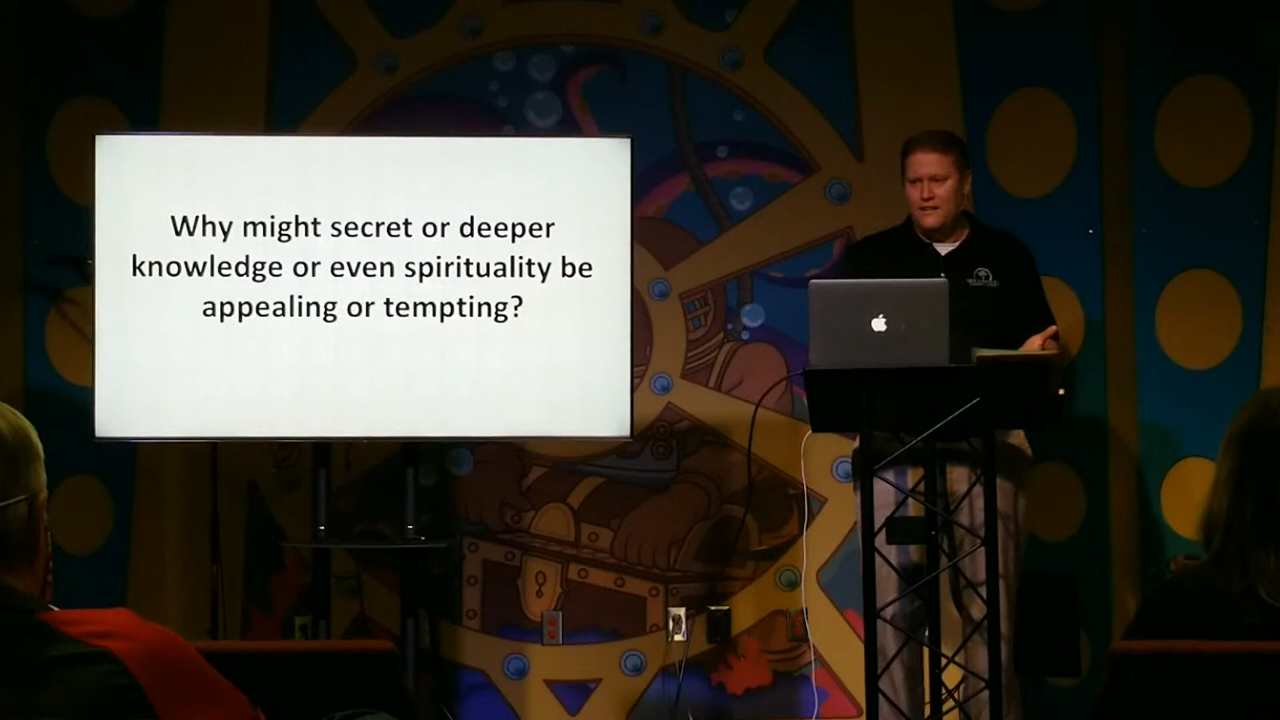 Why might secret or deeper
knowledge or even spirituality be
appealing or tempting?